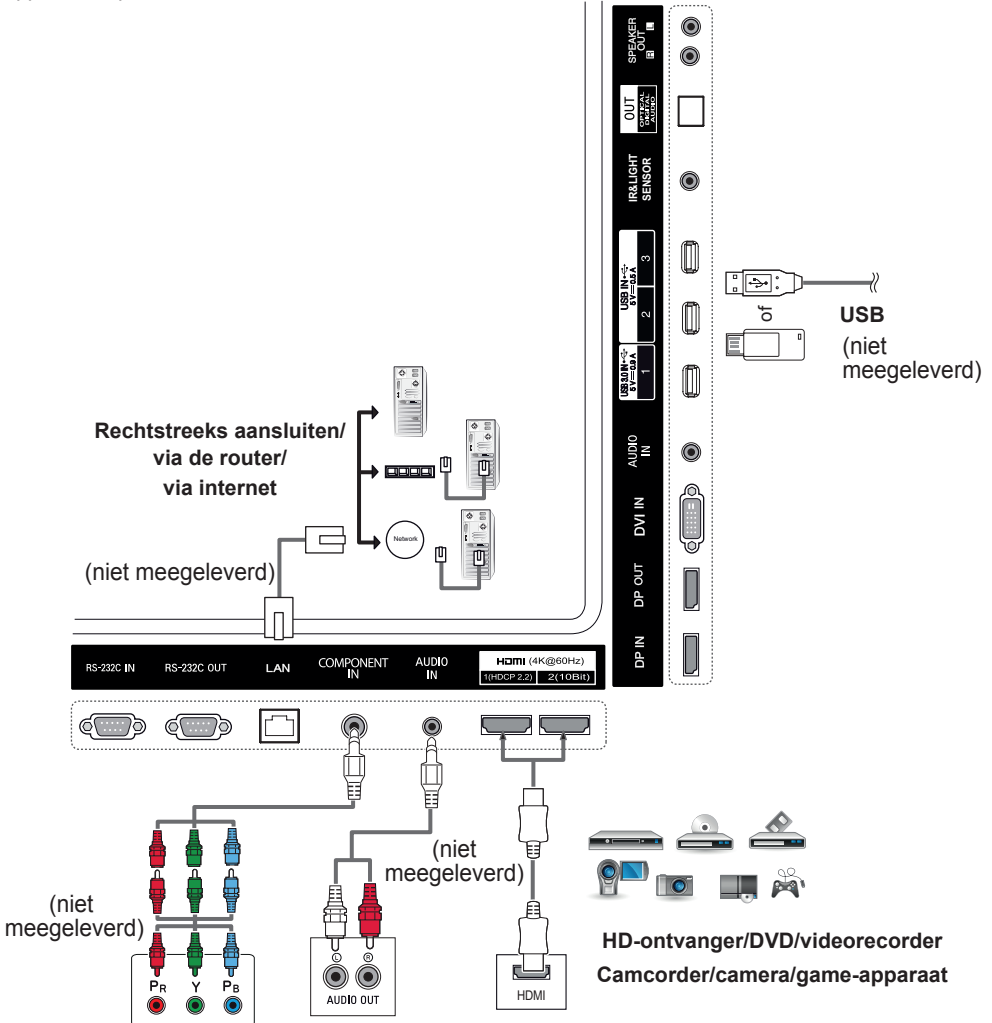 SPEAKER
OUT
R L
OUT
OPTICAL
DIGITAL
AUDIO
IR&LIGHT
SENSOR
USB IN
5 V 0.5 A
3
2
USB 3.0 IN
5 V 0.9 A
1
AUDIO
IN
DVI IN
DP OUT
DP IN
of
USB
(niet
meegeleverd)
Rechtstreeks aansluiten/
via de router/
via internet
Network
(niet meegeleverd)
RS-232C IN
RS-232C OUT
LAN
COMPONENT
IN
AUDIO
IN
HDMI (4K@60Hz)
1(HDCP 2.2) 2(10Bit)
(niet
meegeleverd)
(niet
meegeleverd)
PR Y PB
L R
AUDIO OUT
HDMI
HD-ontvanger/DVD/videorecorder
Camcorder/camera/game-apparaat